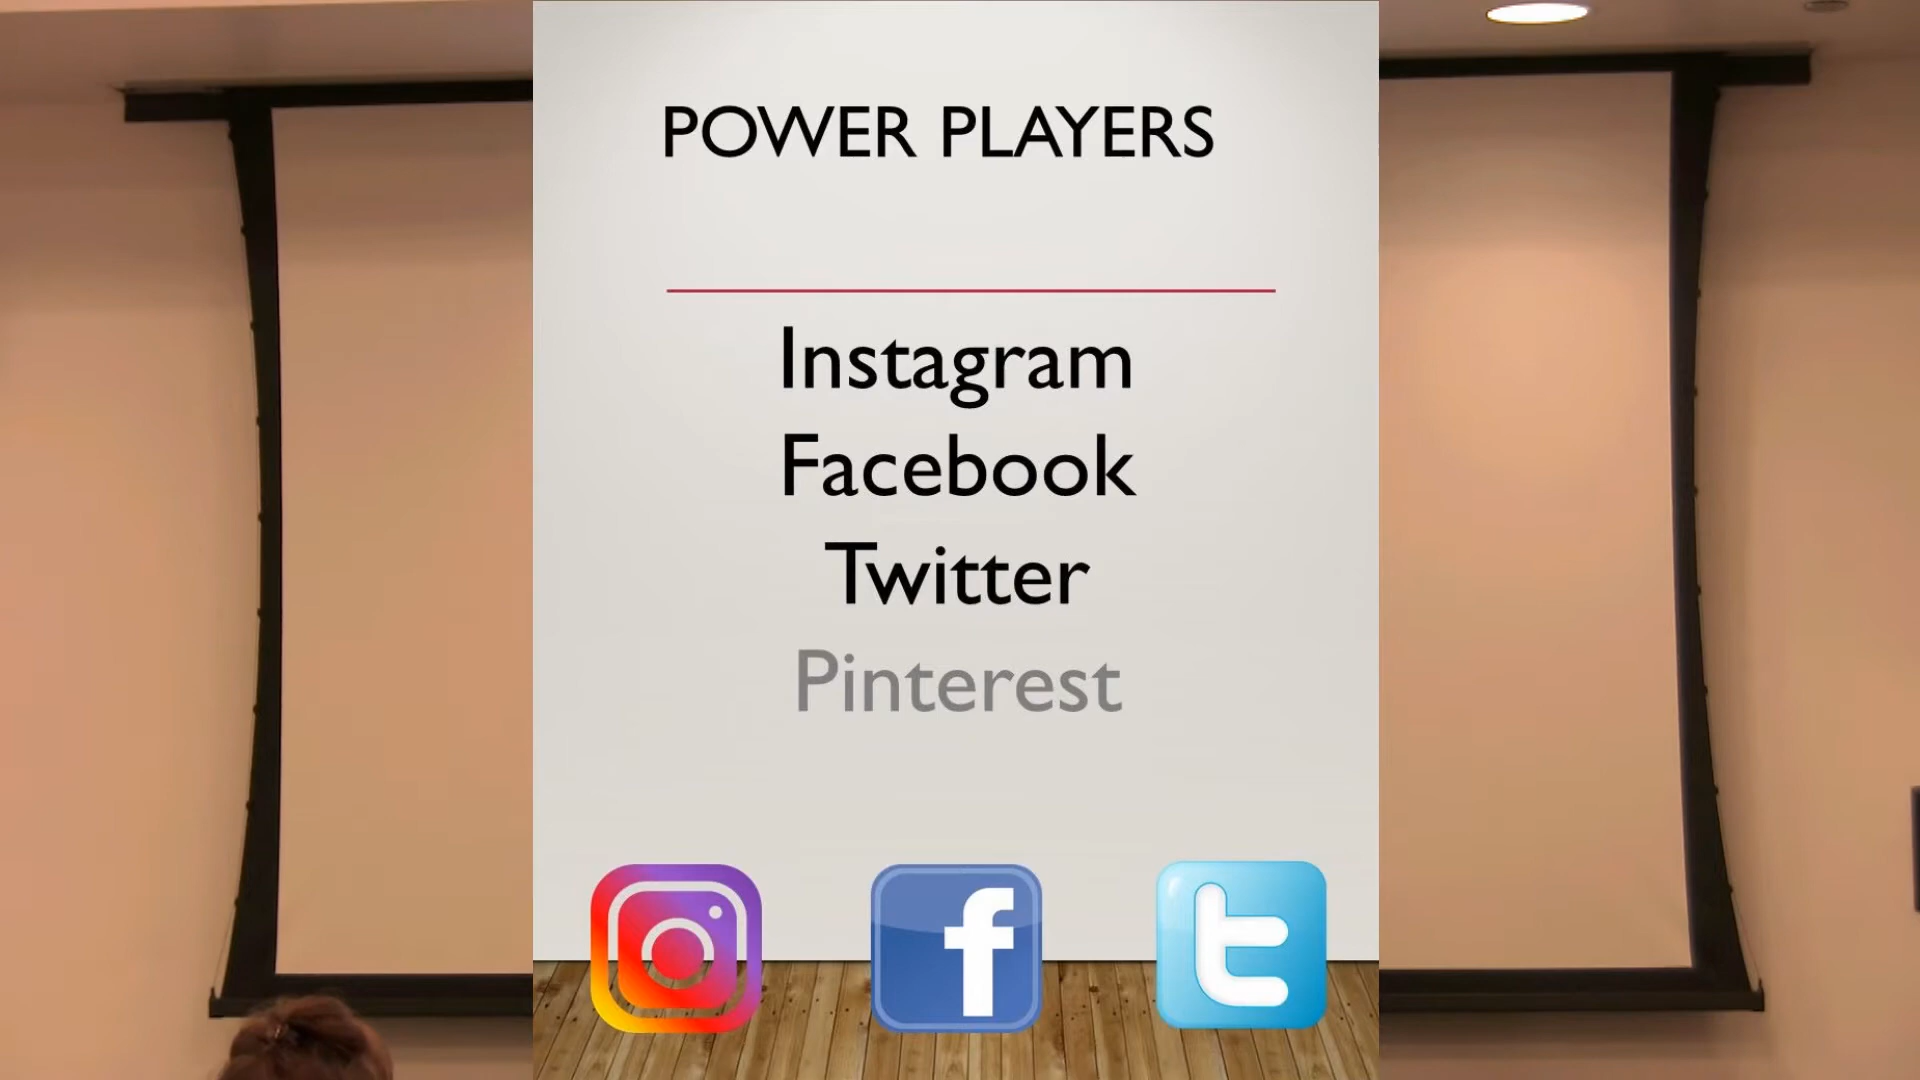 POWER PLAYERS
Instagram
Facebook
Twitter
Pinterest
f
t